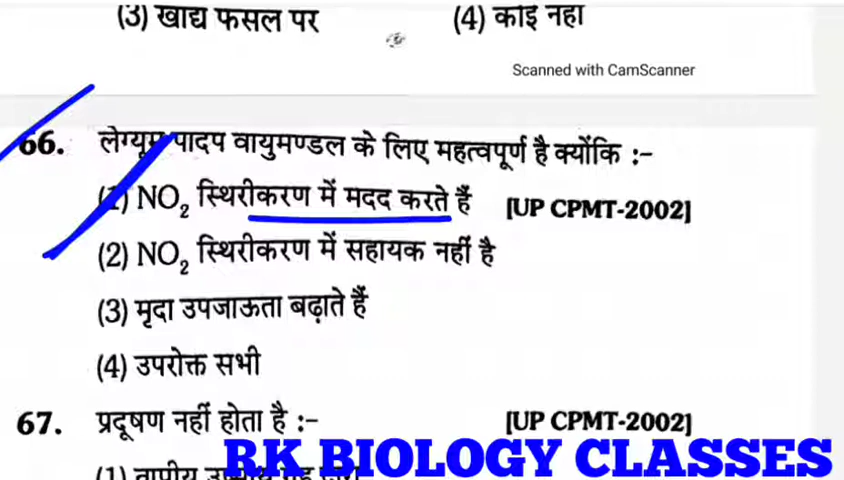 (3) खाद्य फसल पर (4) कोई नहीं
Scanned with CamScanner
66. लेग्यूम पादप वायुमण्डल के लिए महत्वपूर्ण है क्योंकि :–
(1) NO₂ स्थिरीकरण में मदद करते हैं [UP CPMT-2002]
(2) NO₂ स्थिरीकरण में सहायक नहीं है
(3) मृदा उपजाऊता बढ़ाते हैं
(4) उपरोक्त सभी
67. प्रदूषण नहीं होता है :– [UP CPMT-2002]
RK BIOLOGY CLASSES
(1) तापीय